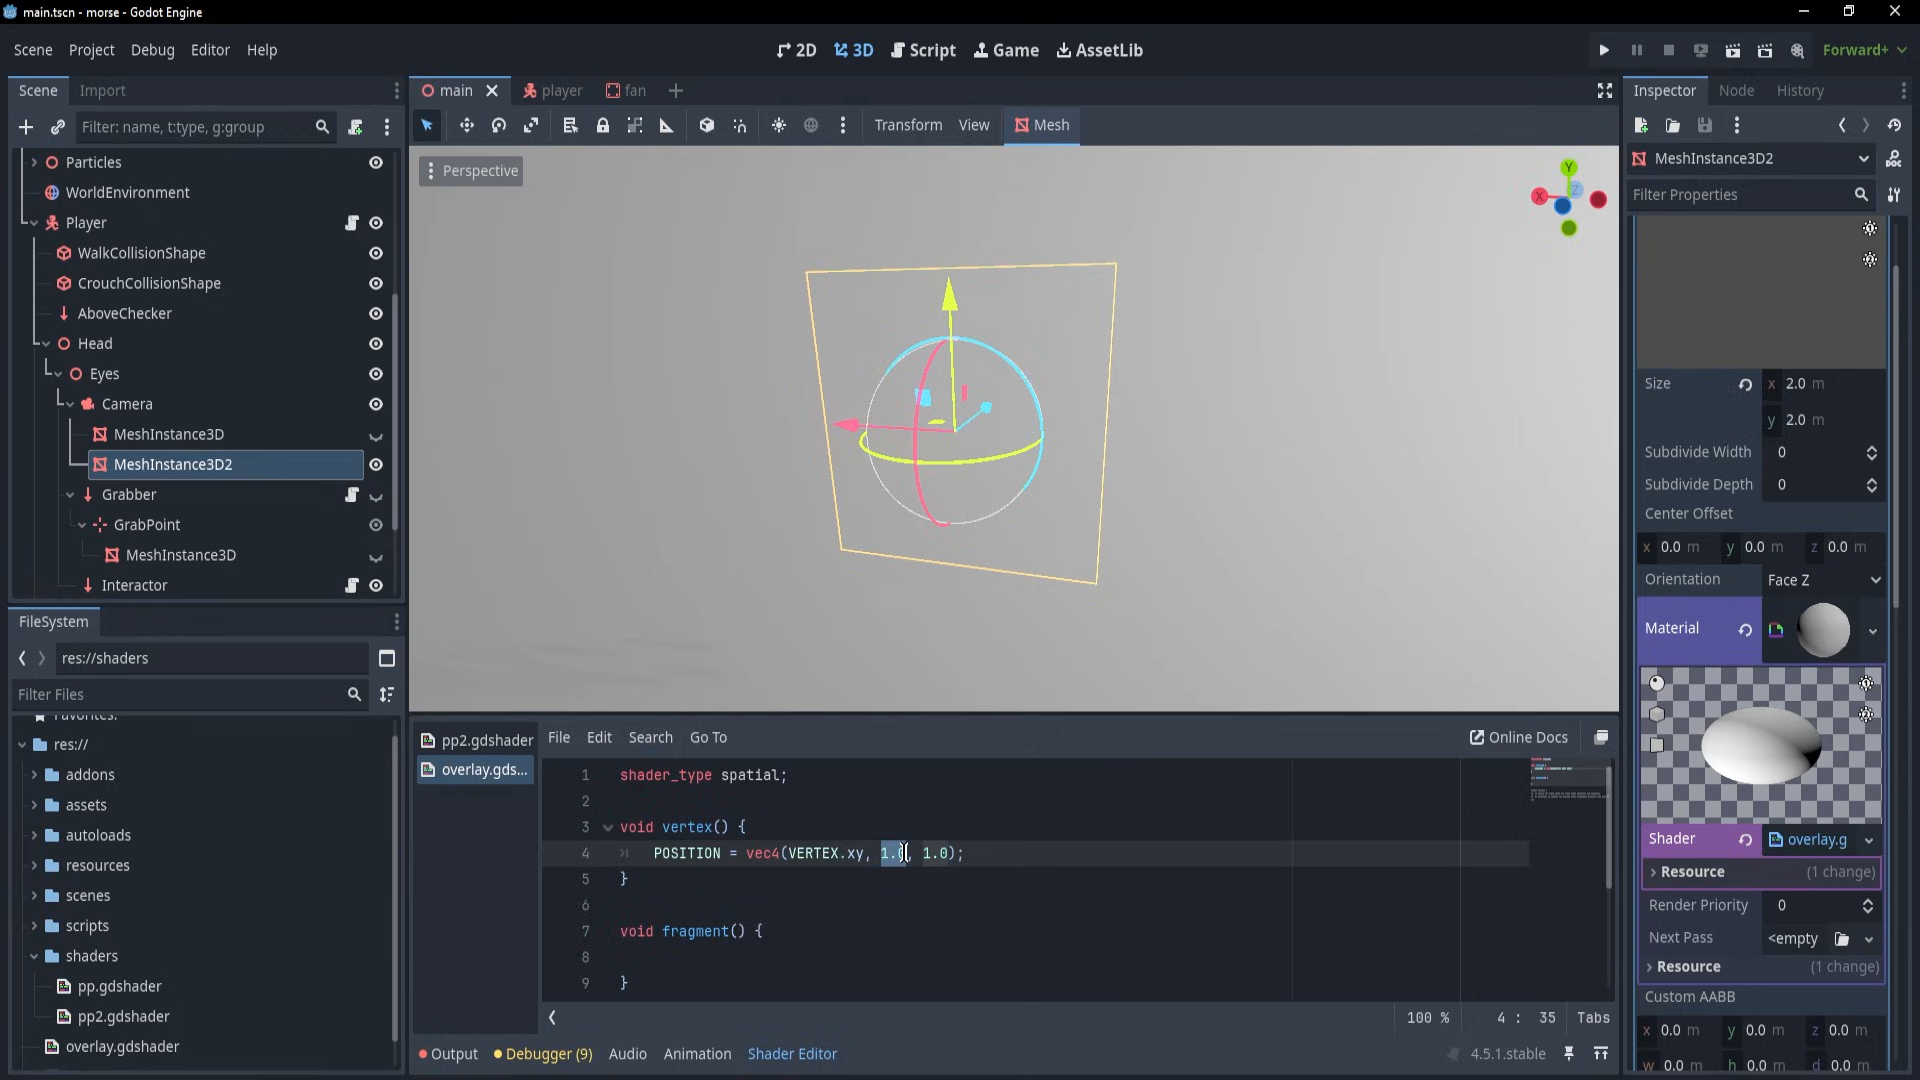 main.tscn - morse - Godot Engine
Scene Project Debug Editor Help
2D 3D Script Game AssetLib
Forward+
Scene Import
Filter: name, t:type, g:group
Particles
WorldEnvironment
Player
WalkCollisionShape
CrouchCollisionShape
AboveChecker
Head
Eyes
Camera
MeshInstance3D
MeshInstance3D2
Grabber
GrabPoint
MeshInstance3D
Interactor
FileSystem
res://shaders
Filter Files
Favorites:
res://
addons
assets
autoloads
resources
scenes
scripts
shaders
pp.gdshader
pp2.gdshader
overlay.gdshader
main player fan
Transform View Mesh
Perspective
Y
X
Z
pp2.gdshader
overlay.gds...
File Edit Search Go To
Online Docs
1 shader_type spatial;
2
3 void vertex() {
4 POSITION = vec4(VERTEX.xy, 1.0, 1.0);
5 }
6
7 void fragment() {
8
9 }
100 % 4 : 35 Tabs
Output Debugger (9) Audio Animation Shader Editor
4.5.1.stable
Inspector Node History
MeshInstance3D2
Filter Properties
Size x 2.0 m
y 2.0 m
Subdivide Width 0
Subdivide Depth 0
Center Offset
x 0.0 m y 0.0 m z 0.0 m
Orientation Face Z
Material
Shader overlay.g
Resource (1 change)
Render Priority 0
Next Pass <empty
Resource (1 change)
Custom AABB
x 0.0 m y 0.0 m z 0.0 m
w 0.0 m h 0.0 m d 0.0 m